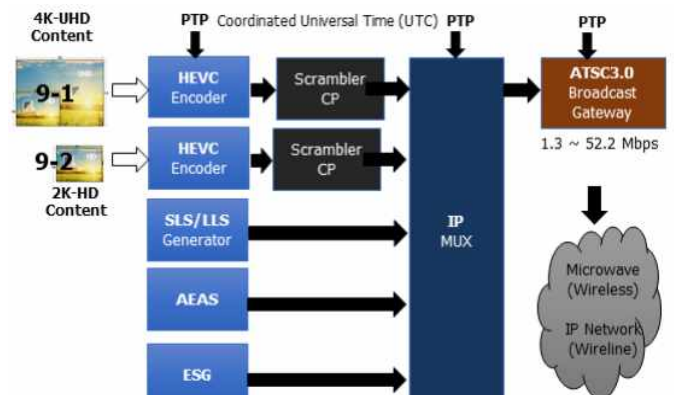 4K-UHD
Content
PTP
Coordinated Universal Time (UTC)
PTP
PTP
9-1
HEVC
Encoder
Scrambler
CP
ATSC3.0
Broadcast
Gateway
1.3 ~ 52.2 Mbps
9-2
2K-HD
Content
HEVC
Encoder
Scrambler
CP
SLS/LLS
Generator
IP
MUX
AEAS
ESG
Microwave
(Wireless)
IP Network
(Wireline)